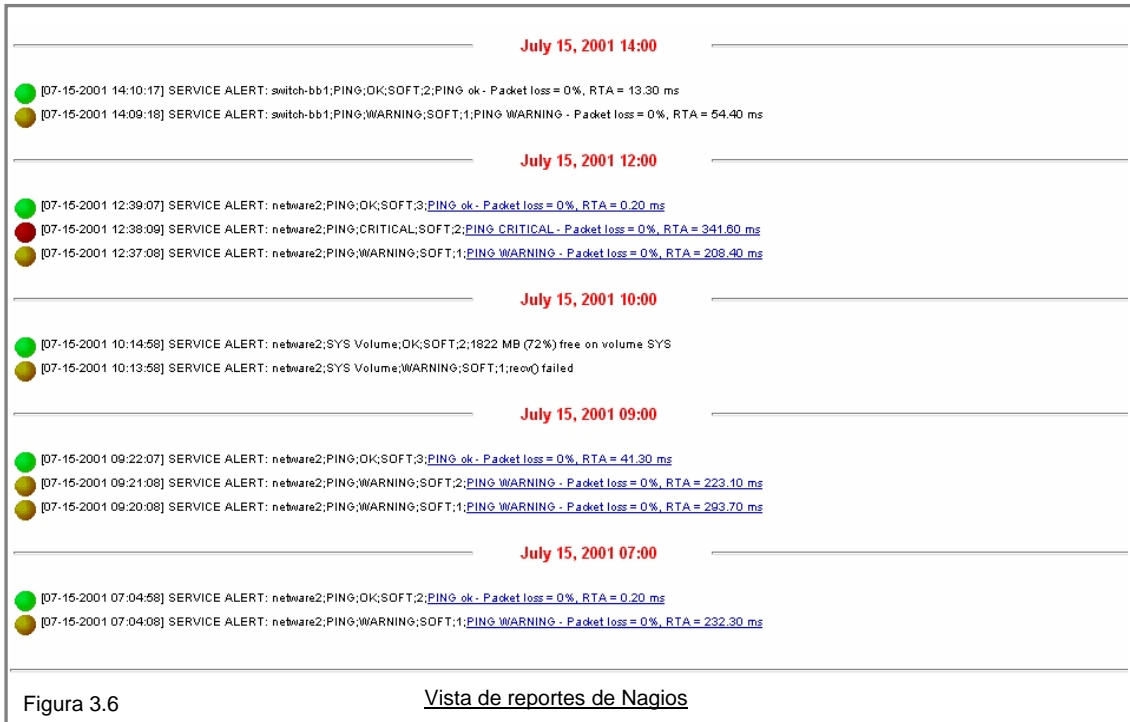 July 15, 2001 14:00
[07-15-2001 14:10:17] SERVICE ALERT: switch-bb1;PING;OK;SOFT;2;PING ok - Packet loss = 0%, RTA = 13.30 ms
[07-15-2001 14:09:18] SERVICE ALERT: switch-bb1;PING;WARNING;SOFT;1;PING WARNING - Packet loss = 0%, RTA = 54.40 ms
July 15, 2001 12:00
[07-15-2001 12:39:07] SERVICE ALERT: netware2;PING;OK;SOFT;3;PING ok - Packet loss = 0%, RTA = 0.20 ms
[07-15-2001 12:38:09] SERVICE ALERT: netware2;PING;CRITICAL;SOFT;2;PING CRITICAL - Packet loss = 0%, RTA = 341.60 ms
[07-15-2001 12:37:08] SERVICE ALERT: netware2;PING;WARNING;SOFT;1;PING WARNING - Packet loss = 0%, RTA = 208.40 ms
July 15, 2001 10:00
[07-15-2001 10:14:58] SERVICE ALERT: netware2;SYS Volume;OK;SOFT;2;1822 MB (72%) free on volume SYS
[07-15-2001 10:13:58] SERVICE ALERT: netware2;SYS Volume;WARNING;SOFT;1;recv() failed
July 15, 2001 09:00
[07-15-2001 09:22:07] SERVICE ALERT: netware2;PING;OK;SOFT;3;PING ok - Packet loss = 0%, RTA = 41.30 ms
[07-15-2001 09:21:08] SERVICE ALERT: netware2;PING;WARNING;SOFT;2;PING WARNING - Packet loss = 0%, RTA = 223.10 ms
[07-15-2001 09:20:08] SERVICE ALERT: netware2;PING;WARNING;SOFT;1;PING WARNING - Packet loss = 0%, RTA = 293.70 ms
July 15, 2001 07:00
[07-15-2001 07:04:58] SERVICE ALERT: netware2;PING;OK;SOFT;2;PING ok - Packet loss = 0%, RTA = 0.20 ms
[07-15-2001 07:04:08] SERVICE ALERT: netware2;PING;WARNING;SOFT;1;PING WARNING - Packet loss = 0%, RTA = 232.30 ms
Figura 3.6
Vista de reportes de Nagios